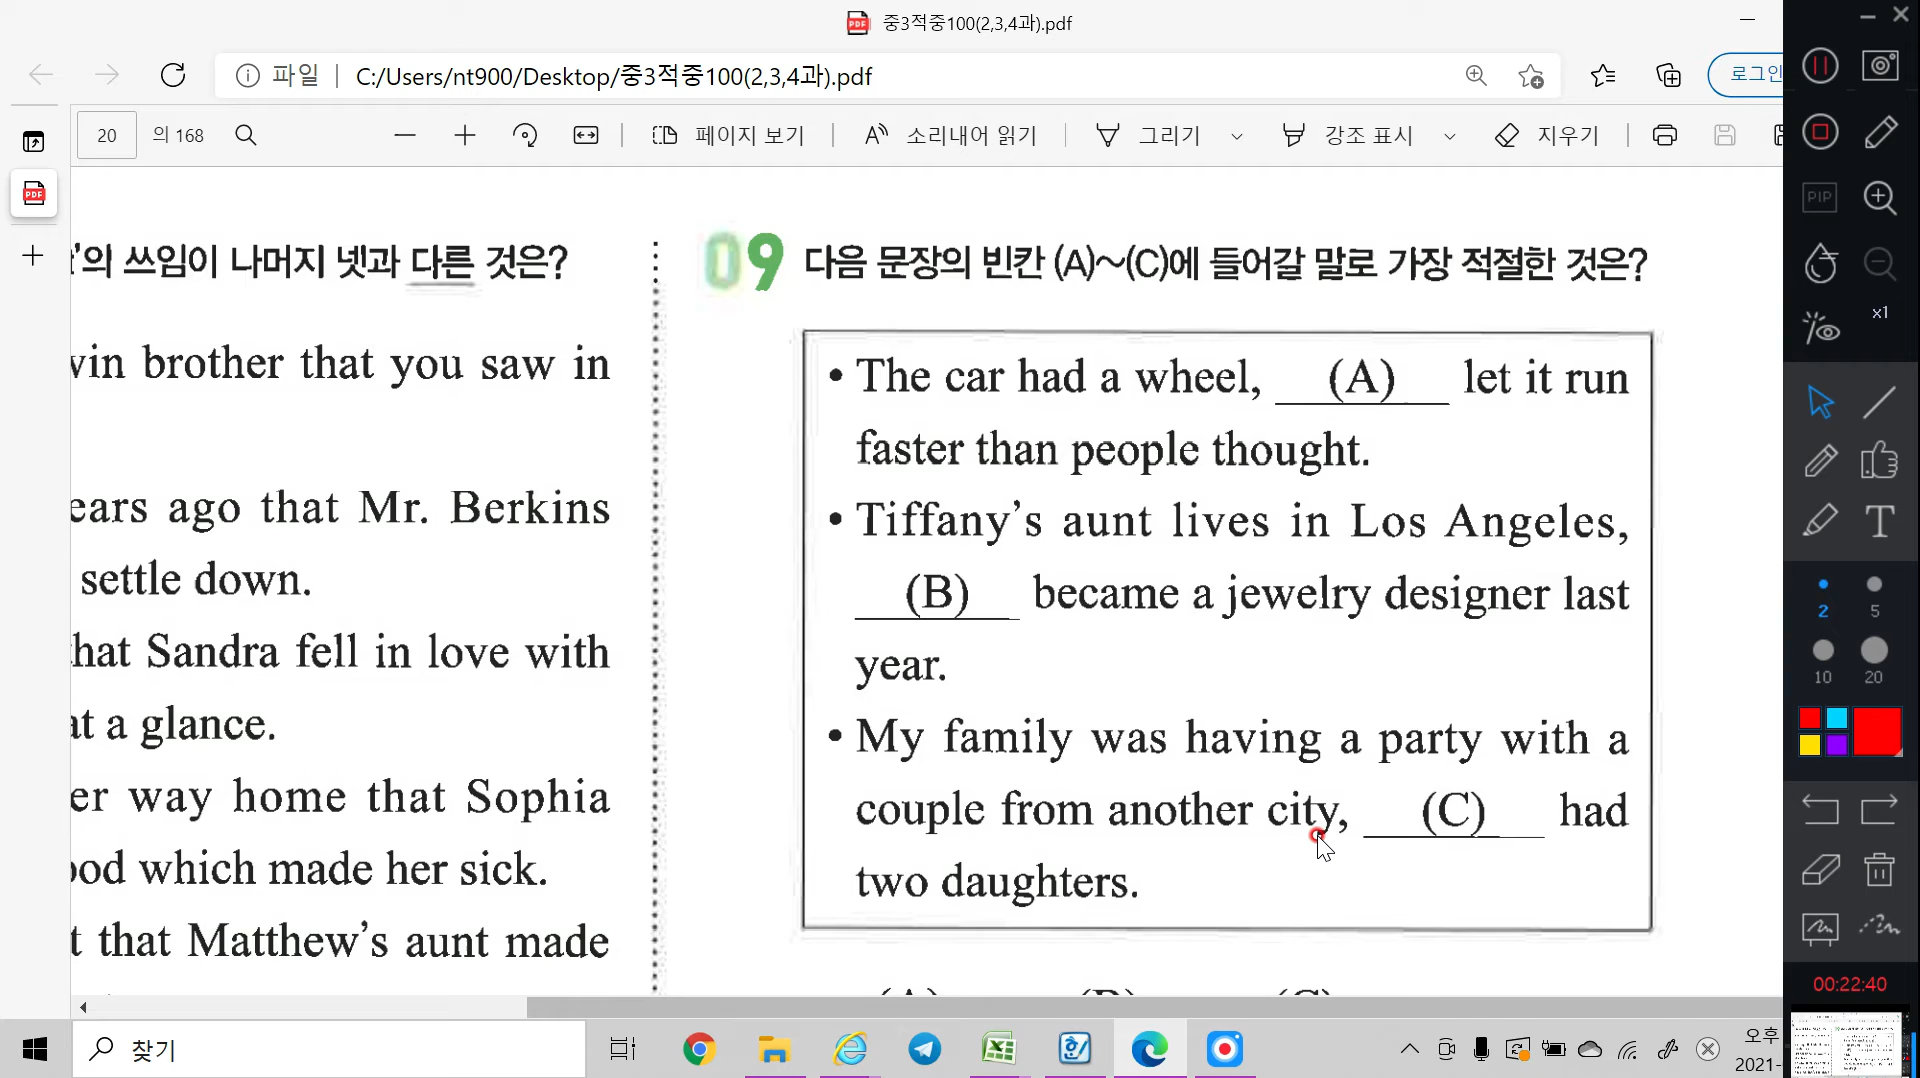 중3적중100(2,3,4과).pdf
파일
C:/Users/nt900/Desktop/중3적중100(2,3,4과).pdf
로그인
20 의 168
페이지 보기
소리내어 읽기
그리기
강조 표시
지우기
'의 쓰임이 나머지 넷과 다른 것은?
win brother that you saw in
ears ago that Mr. Berkins
settle down.
that Sandra fell in love with
at a glance.
er way home that Sophia
ood which made her sick.
t that Matthew's aunt made
09 다음 문장의 빈칸 (A)~(C)에 들어갈 말로 가장 적절한 것은?
• The car had a wheel, (A) let it run
faster than people thought.
• Tiffany's aunt lives in Los Angeles,
(B) became a jewelry designer last
year.
• My family was having a party with a
couple from another city, (C) had
two daughters.
(A) (B) (C)
PIP
x1
T
2 5
10 20
00:22:40
찾기
오후
2021-